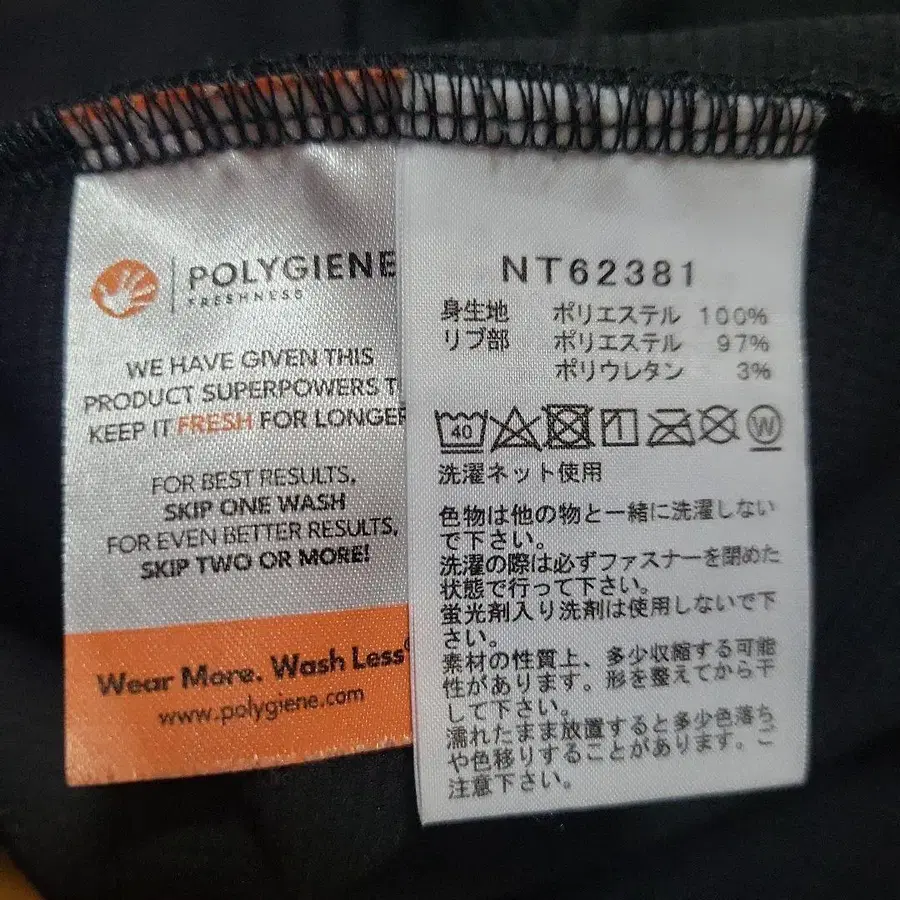 POLYGIENE
FRESHNESS
WE HAVE GIVEN THIS
PRODUCT SUPERPOWERS T
KEEP IT FRESH FOR LONGER
FOR BEST RESULTS,
SKIP ONE WASH
FOR EVEN BETTER RESULTS,
SKIP TWO OR MORE!
Wear More. Wash Less®
www.polygiene.com
NT62381
身生地 ポリエステル 100%
リブ部 ポリエステル 97%
ポリウレタン 3%
40 W
洗濯ネット使用
色物は他の物と一緒に洗濯しない
で下さい。
洗濯の際は必ずファスナーを閉めた
状態で行って下さい。
蛍光剤入り洗剤は使用しないで下
さい。
素材の性質上、多少収縮する可能
性があります。形を整えてから干
して下さい。
濡れたまま放置すると多少色落ち
や色移りすることがあります。ご
注意下さい。